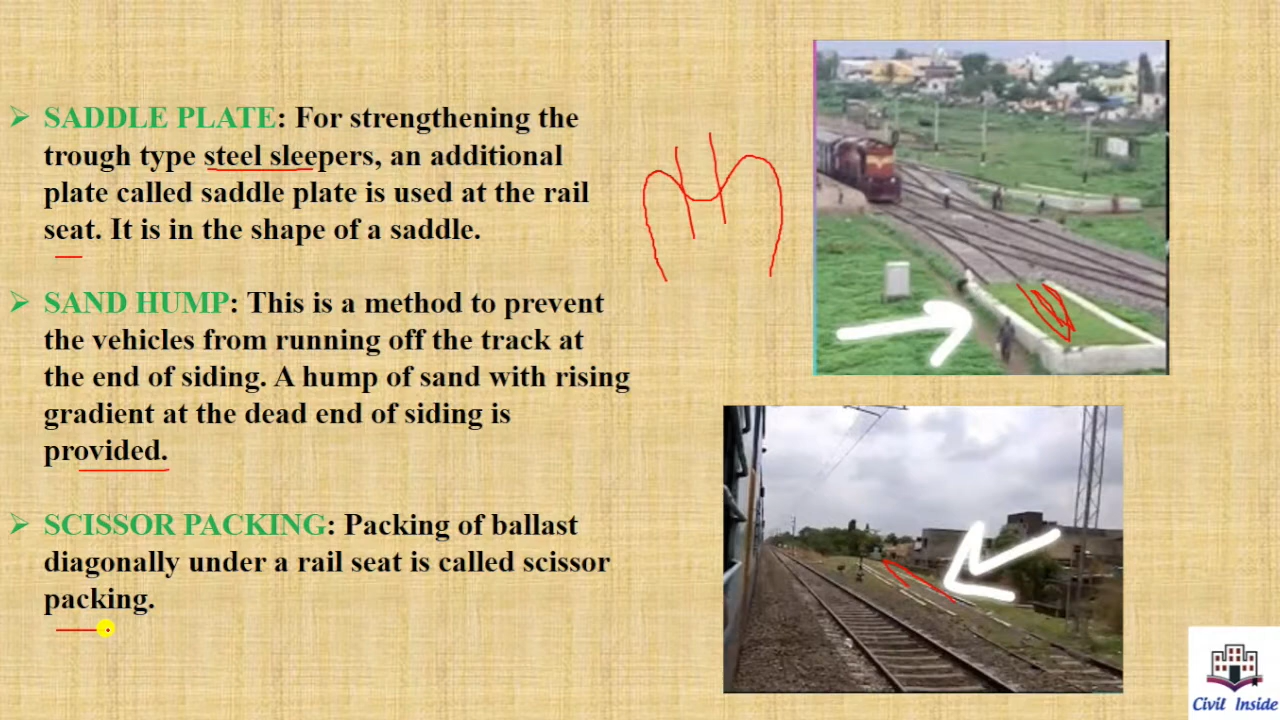 SADDLE PLATE: For strengthening the
trough type steel sleepers, an additional
plate called saddle plate is used at the rail
seat. It is in the shape of a saddle.
SAND HUMP: This is a method to prevent
the vehicles from running off the track at
the end of siding. A hump of sand with rising
gradient at the dead end of siding is
provided.
SCISSOR PACKING: Packing of ballast
diagonally under a rail seat is called scissor
packing.
Civil Inside